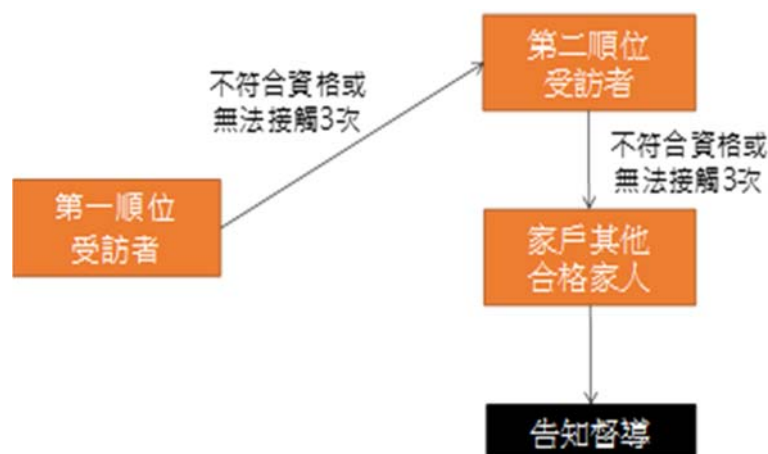 第一順位
受訪者
不符合資格或
無法接觸3次
第二順位
受訪者
不符合資格或
無法接觸3次
家戶其他
合格家人
告知督導